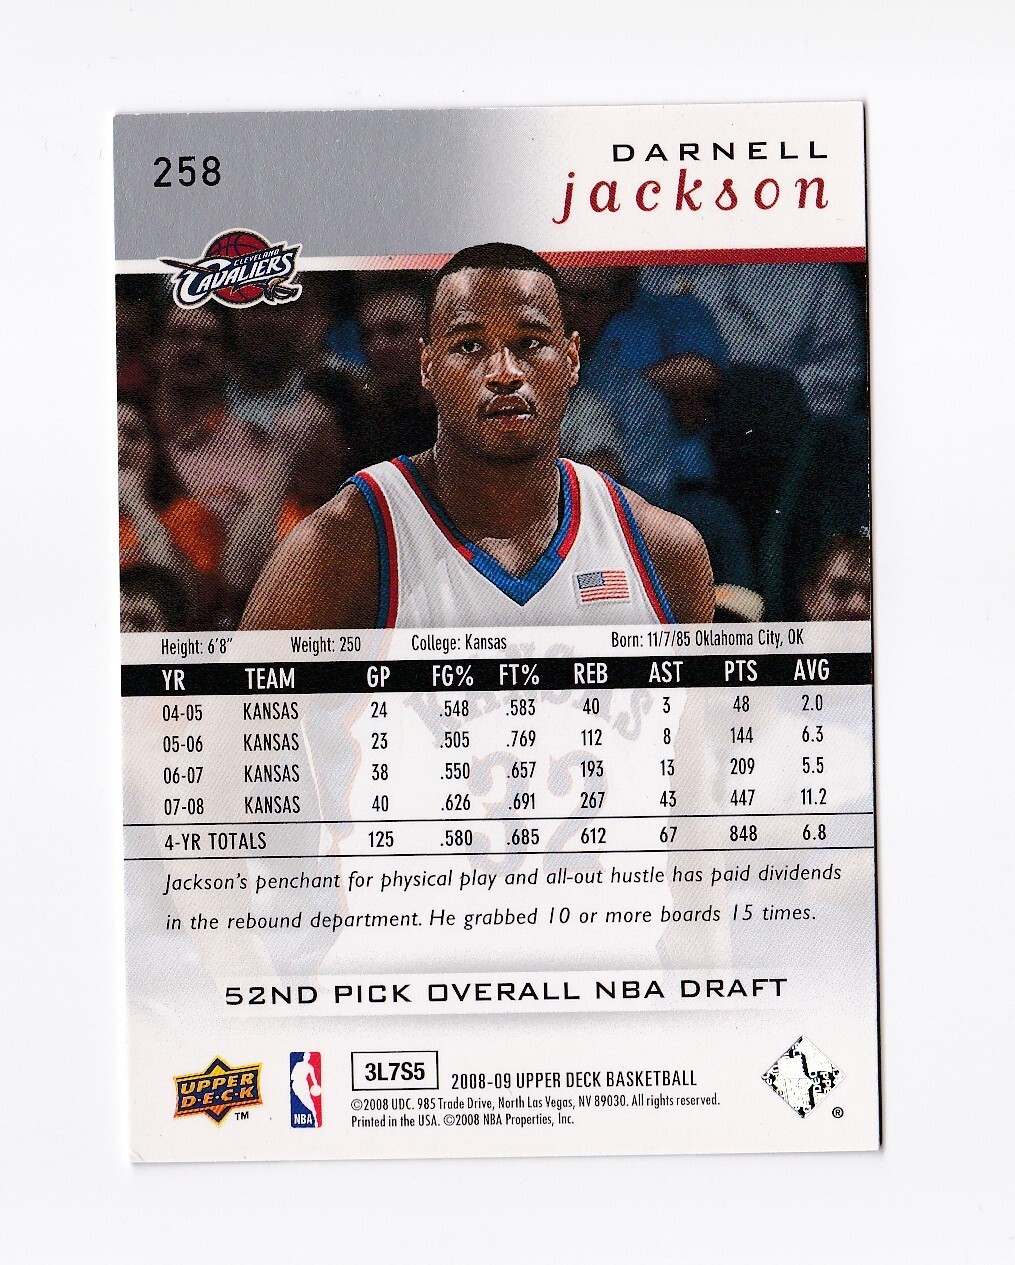 258
DARNELL
jackson
CLEVELAND
CAVALIERS
Height: 6'8" Weight: 250 College: Kansas Born: 11/7/85 Oklahoma City, OK
YR TEAM GP FG% FT% REB AST PTS AVG
04-05 KANSAS 24 .548 .583 40 3 48 2.0
05-06 KANSAS 23 .505 .769 112 8 144 6.3
06-07 KANSAS 38 .550 .657 193 13 209 5.5
07-08 KANSAS 40 .626 .691 267 43 447 11.2
4-YR TOTALS 125 .580 .685 612 67 848 6.8
KANSAS
32
Jackson's penchant for physical play and all-out hustle has paid dividends
in the rebound department. He grabbed 10 or more boards 15 times.
52ND PICK OVERALL NBA DRAFT
UPPER
D·E·C·K
TM
NBA
3L7S5 2008-09 UPPER DECK BASKETBALL
©2008 UDC. 985 Trade Drive, North Las Vegas, NV 89030. All rights reserved.
Printed in the USA. ©2008 NBA Properties, Inc.
®